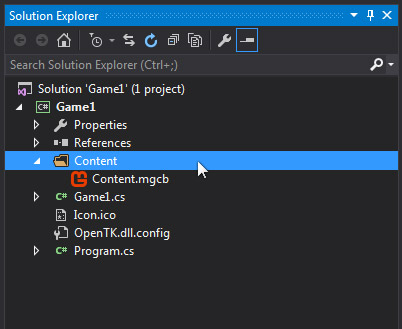 Solution Explorer
Search Solution Explorer (Ctrl+;)
Solution 'Game1' (1 project)
C# Game1
Properties
References
Content
Content.mgcb
C# Game1.cs
Icon.ico
OpenTK.dll.config
C# Program.cs